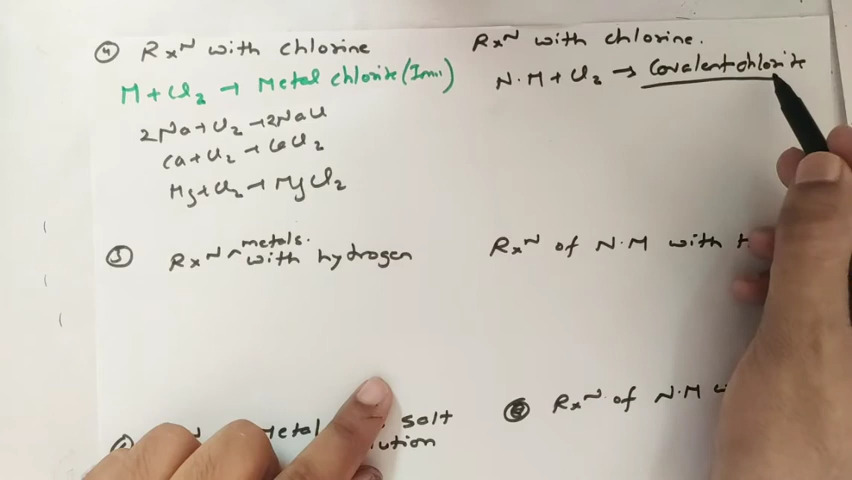 ④ Rxᴺ with chlorine
M + Cl₂ → Metal chloride (Ionic)
2Na + Cl₂ → 2NaCl
Ca + Cl₂ → CaCl₂
Mg + Cl₂ → MgCl₂
Rxᴺ with chlorine.
N.M + Cl₂ → Covalent chloride
⑤ Rxᴺ ^ metals. with hydrogen
Rxᴺ of N.M with
metal salt
Rxᴺ of N.M